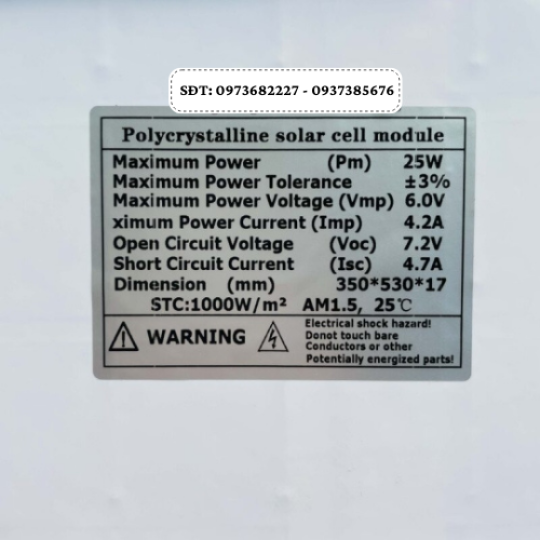 SĐT: 0973682227 - 0937385676
Polycrystalline solar cell module
Maximum Power (Pm) 25W
Maximum Power Tolerance ±3%
Maximum Power Voltage (Vmp) 6.0V
ximum Power Current (Imp) 4.2A
Open Circuit Voltage (Voc) 7.2V
Short Circuit Current (Isc) 4.7A
Dimension (mm) 350*530*17
STC:1000W/m² AM1.5, 25℃
WARNING
Electrical shock hazard!
Donot touch bare
Conductors or other
Potentially energized parts!